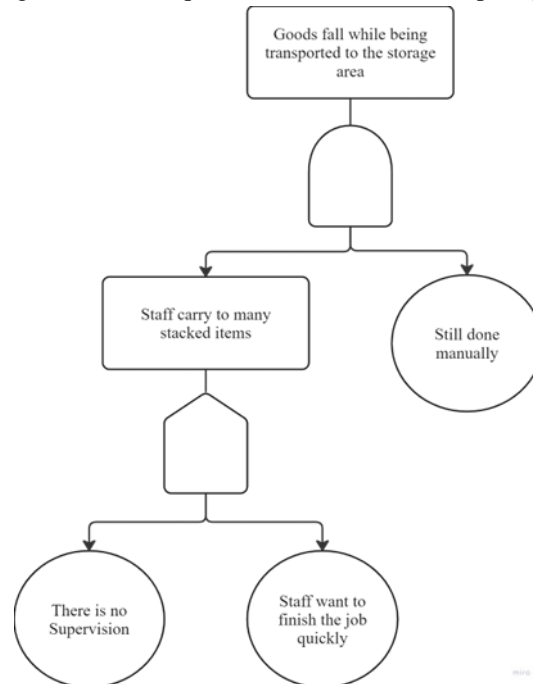 Goods fall while being
transported to the storage
area
Staff carry to many
stacked items
Still done
manually
There is no
Supervision
Staff want to
finish the job
quickly
miro